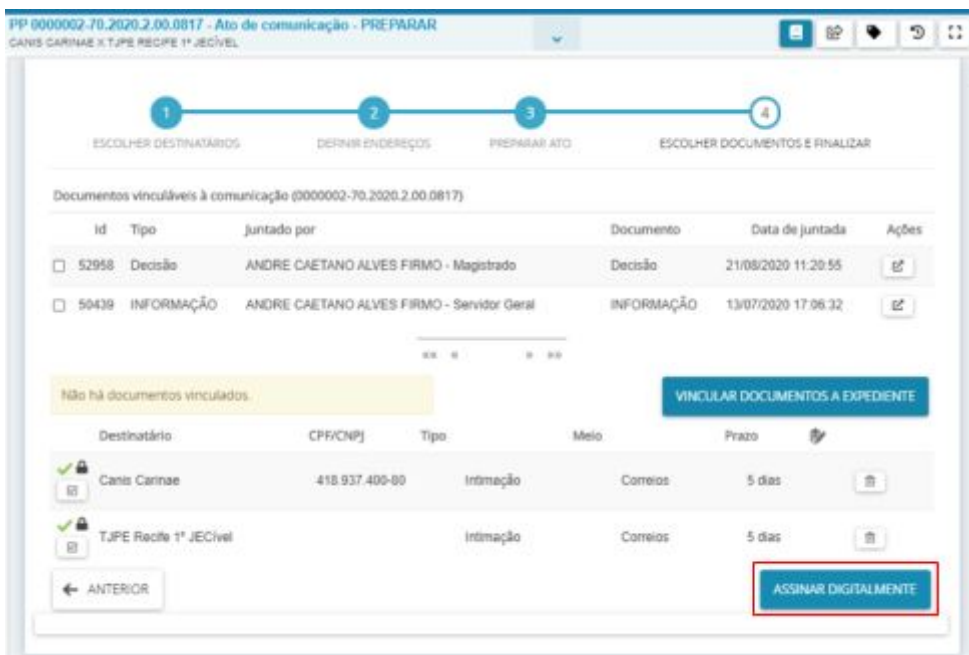 PP 0000002-70.2020.2.00.0817 - Ato de comunicação - PREPARAR
CANIS CARINAE X TJPE RECIFE 1º JECÍVEL
1 2 3 4
ESCOLHER DESTINATÁRIOS DEFINIR ENDEREÇOS PREPARAR ATO ESCOLHER DOCUMENTOS E FINALIZAR
Documentos vinculáveis à comunicação (0000002-70.2020.2.00.0817)
Id Tipo Juntado por Documento Data de juntada Ações
52958 Decisão ANDRE CAETANO ALVES FIRMO - Magistrado Decisão 21/08/2020 11:20:55
50439 INFORMAÇÃO ANDRE CAETANO ALVES FIRMO - Servidor Geral INFORMAÇÃO 13/07/2020 17:06:32
«« « » »»
Não há documentos vinculados.
VINCULAR DOCUMENTOS A EXPEDIENTE
Destinatário CPF/CNPJ Tipo Meio Prazo
Canis Carinae 418.937.400-80 Intimação Correios 5 dias
TJPE Recife 1º JECível Intimação Correios 5 dias
ANTERIOR
ASSINAR DIGITALMENTE